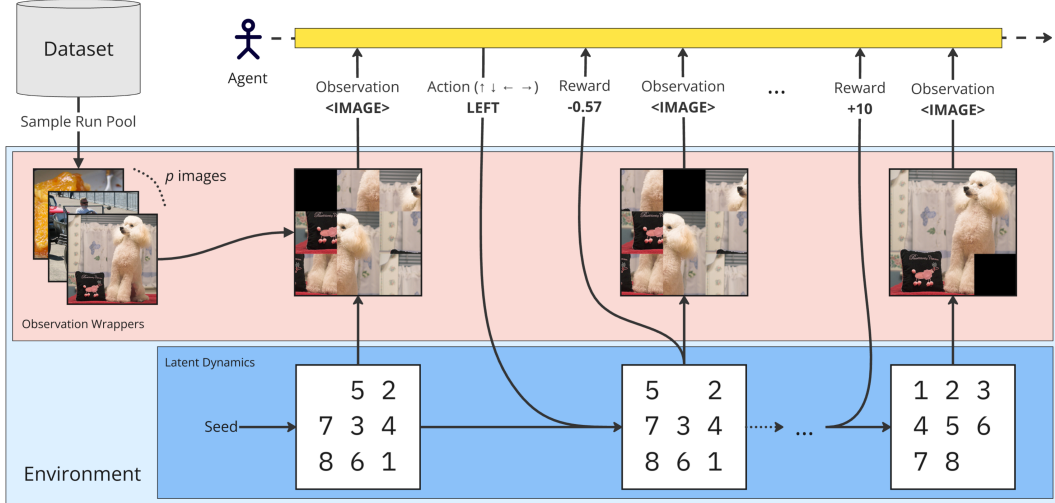 Dataset
Agent
Sample Run Pool
Observation
<IMAGE>
Action (↑ ↓ ← →)
LEFT
Reward
-0.57
Observation
<IMAGE>
...
Reward
+10
Observation
<IMAGE>
p images
Observation Wrappers
Latent Dynamics
Seed
5 2
7 3 4
8 6 1
5 2
7 3 4
8 6 1
...
1 2 3
4 5 6
7 8
Environment